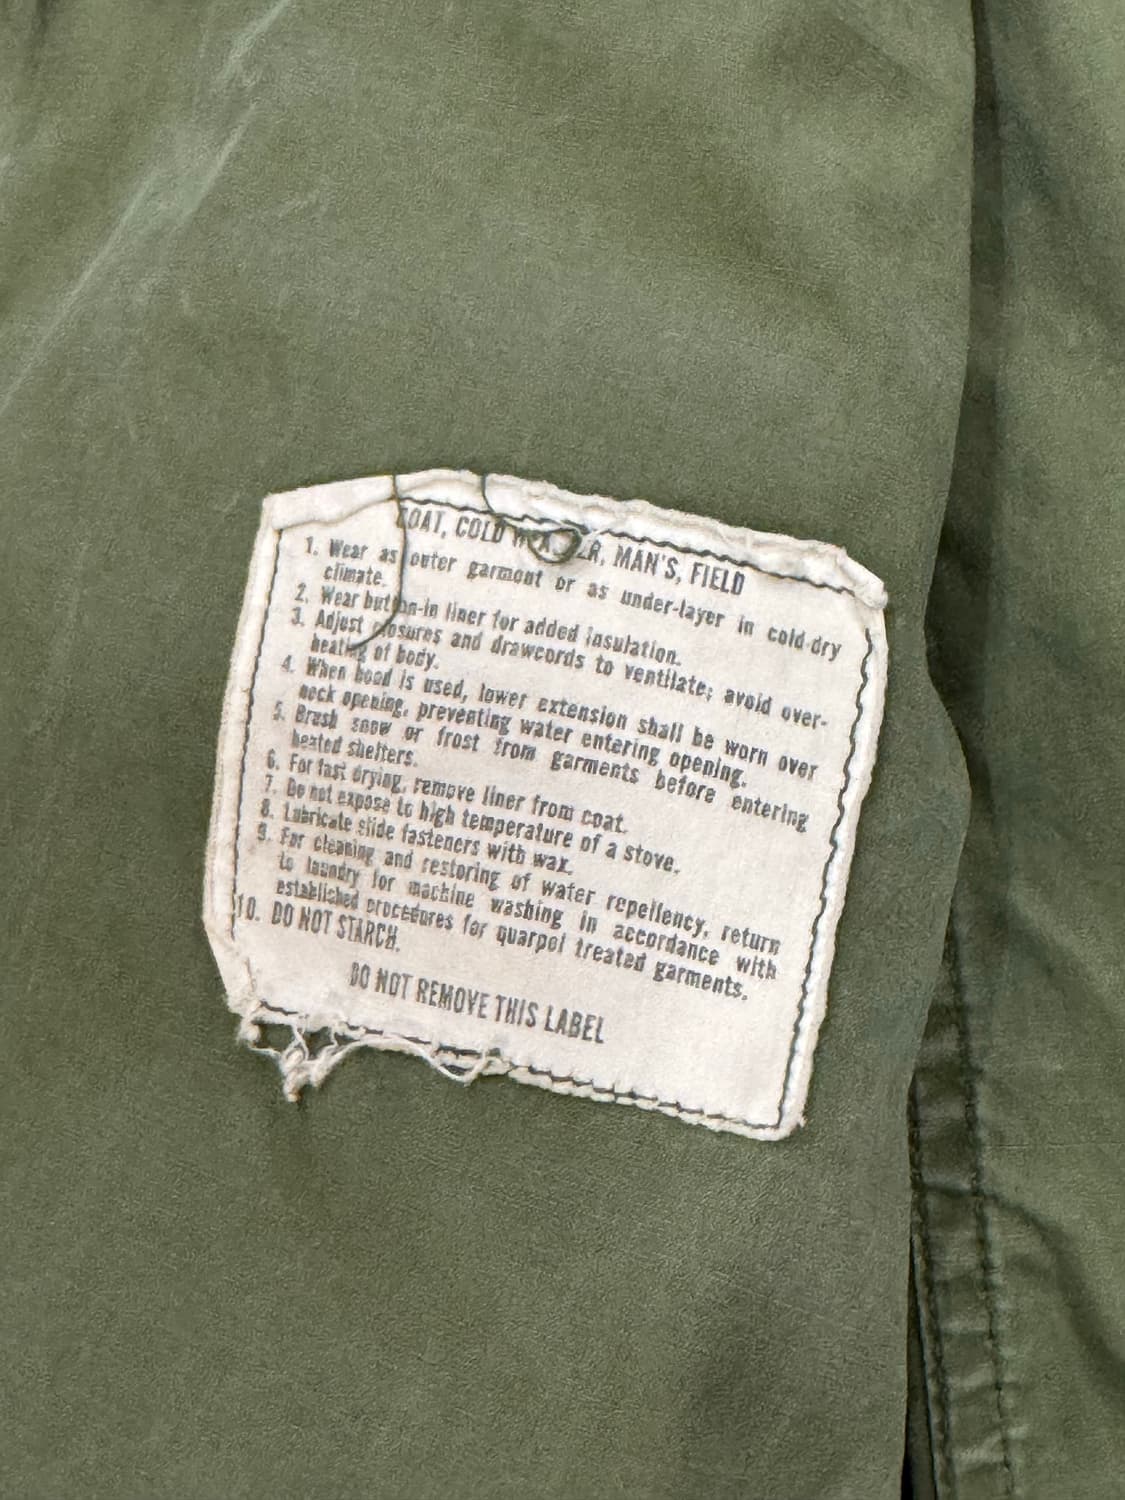 COAT, COLD WEATHER, MAN'S, FIELD
1. Wear as outer garment or as under-layer in cold-dry
climate.
2. Wear button-in liner for added insulation.
3. Adjust closures and drawcords to ventilate; avoid over-
heating of body.
4. When hood is used, lower extension shall be worn over
neck opening, preventing water entering opening.
5. Brush snow or frost from garments before entering
heated shelters.
6. For fast drying, remove liner from coat.
7. Do not expose to high temperature of a stove.
8. Lubricate slide fasteners with wax.
9. For cleaning and restoring of water repellency, return
to laundry for machine washing in accordance with
established procedures for quarpel treated garments.
10. DO NOT STARCH.
DO NOT REMOVE THIS LABEL